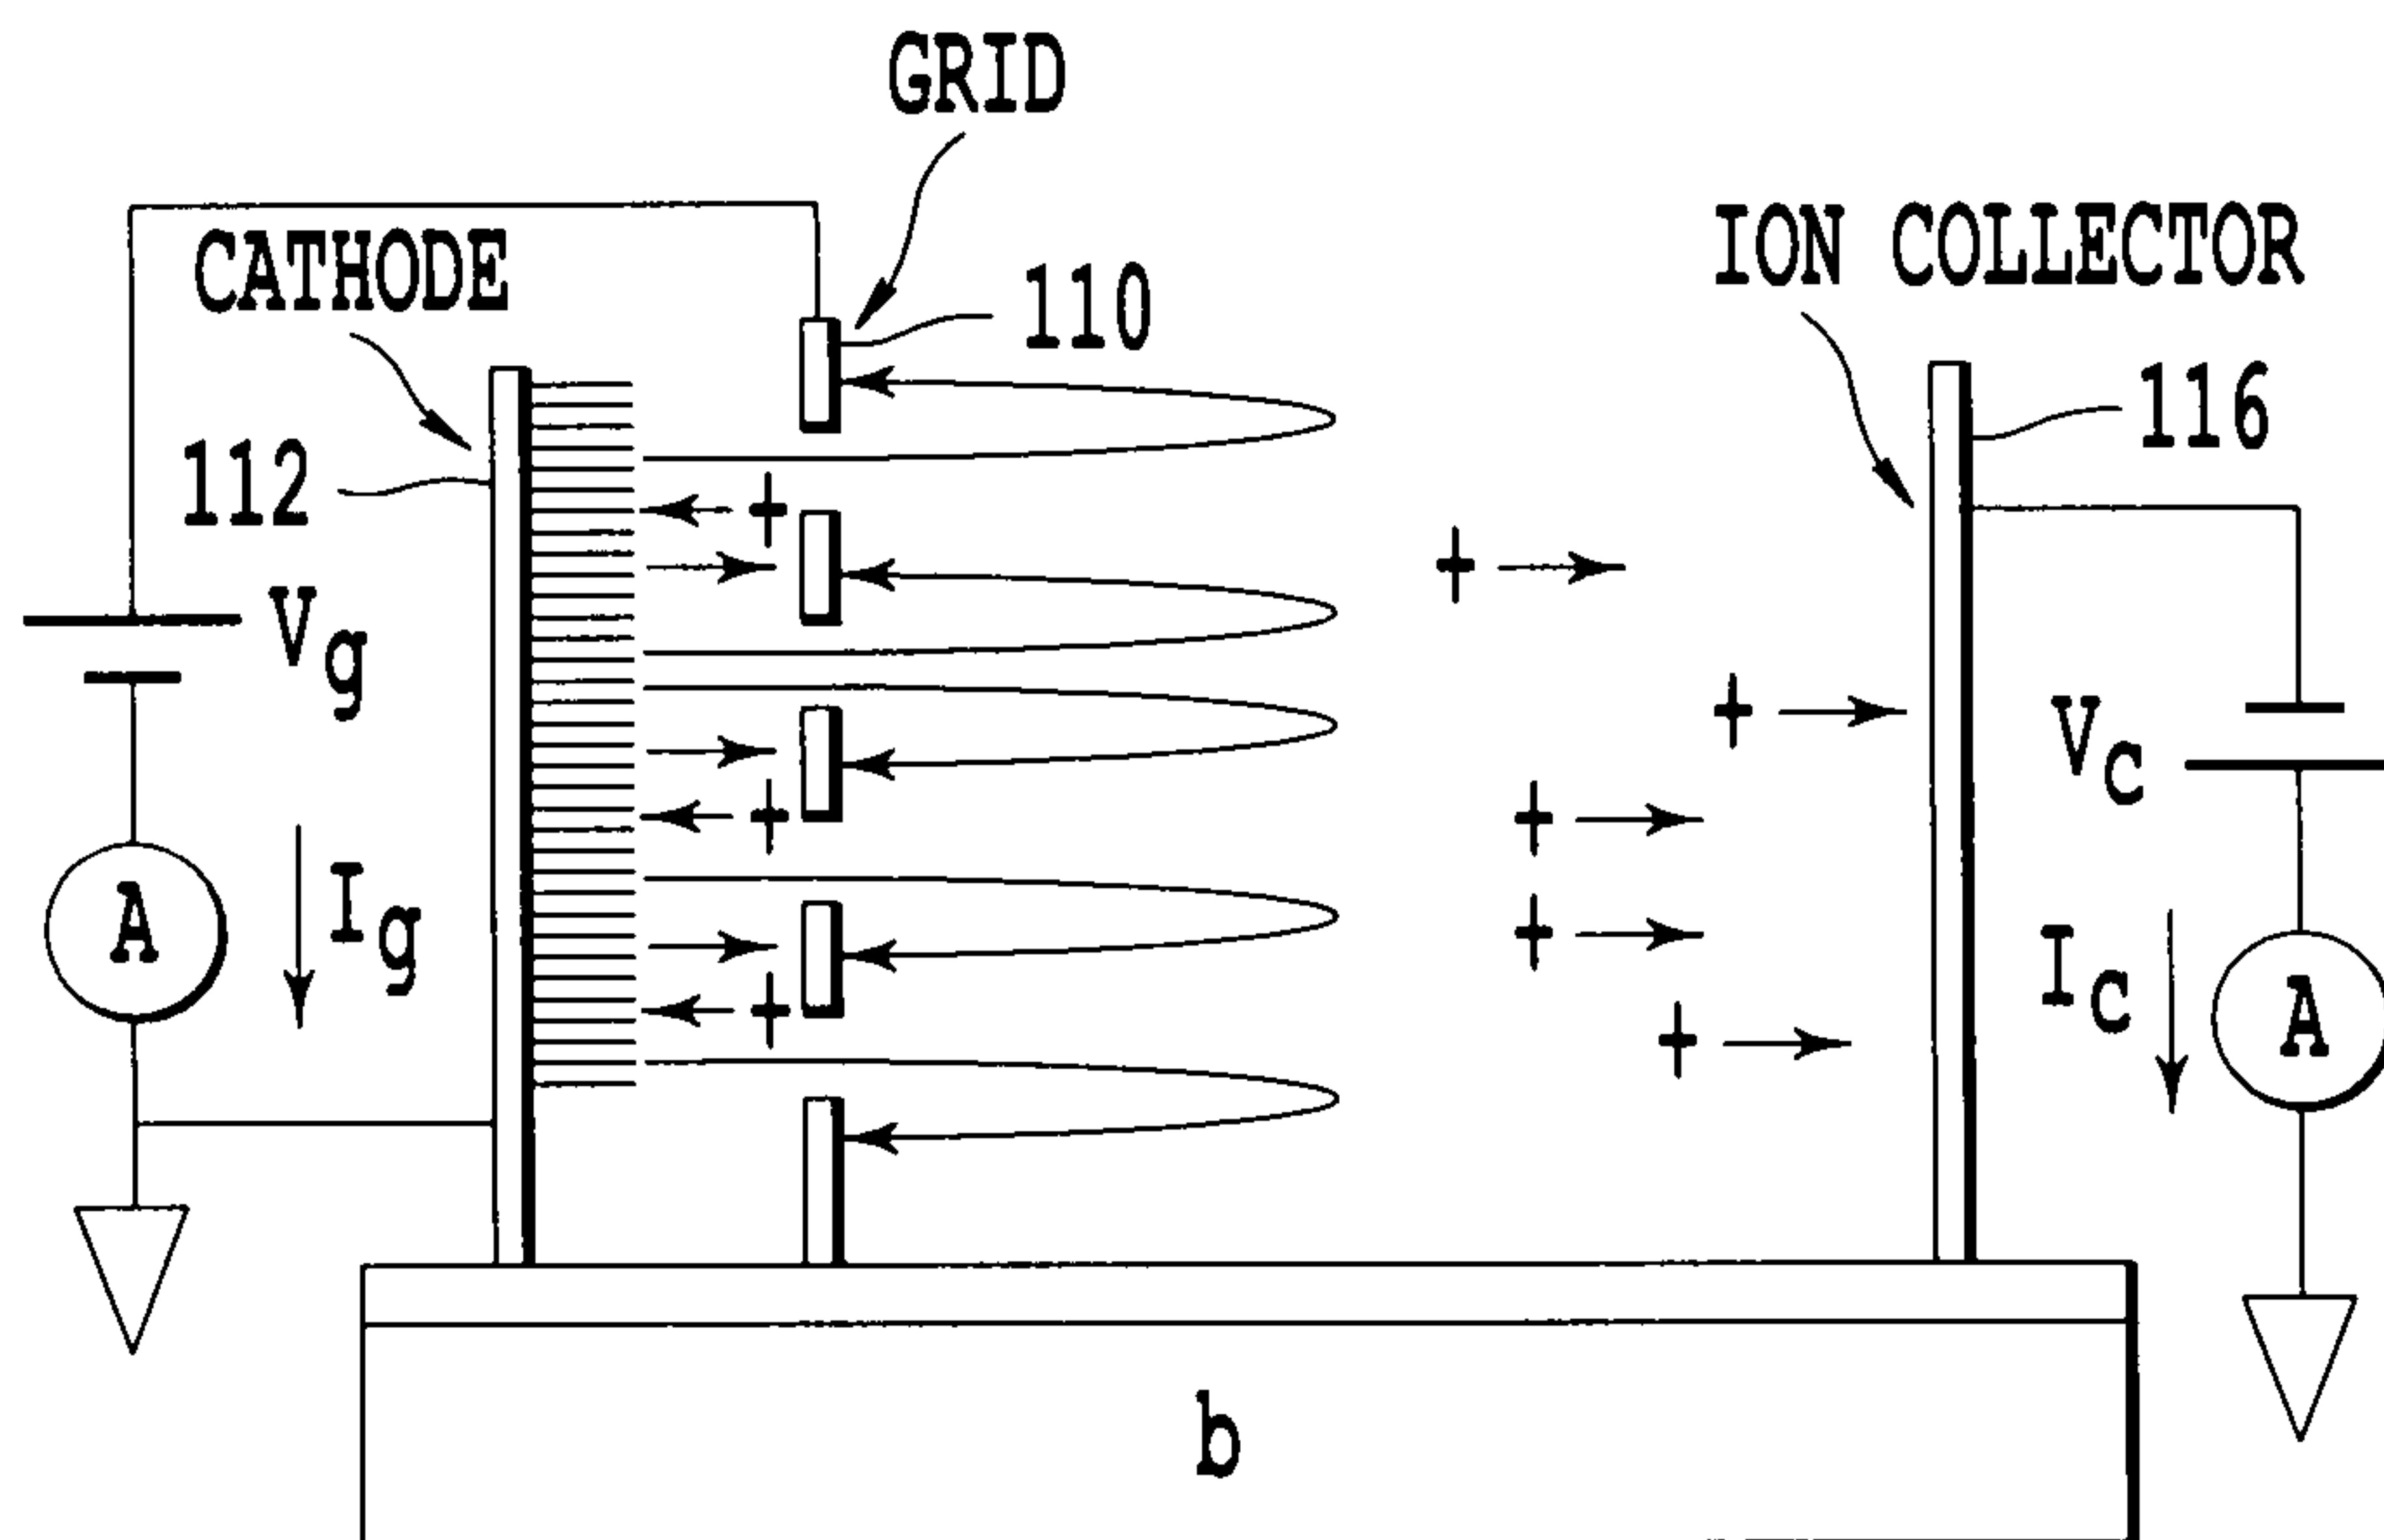 GRID
CATHODE
ION COLLECTOR
110
116
112
+
+
Vg
+
VC
+
+
A
Ig
+
IC
A
+
+
b